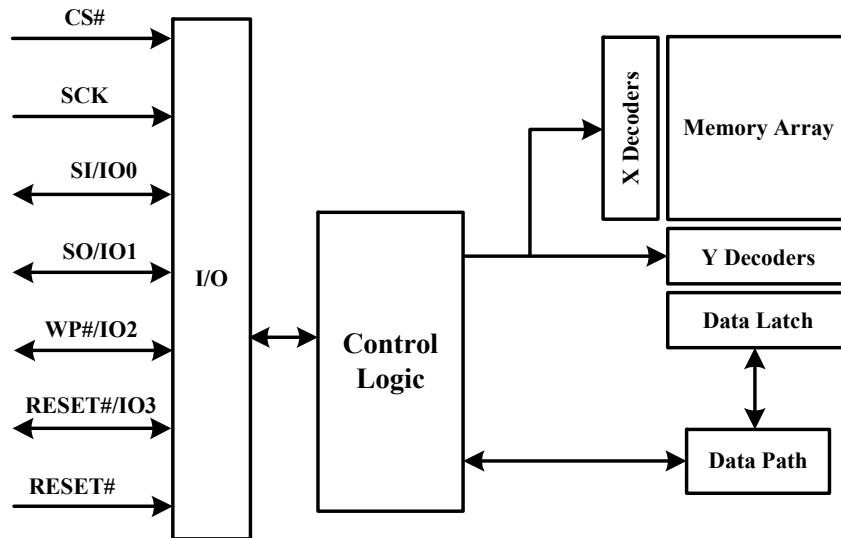 CS#
SCK
SI/IO0
SO/IO1
WP#/IO2
RESET#/IO3
RESET#
I/O
Control
Logic
X Decoders
Memory Array
Y Decoders
Data Latch
Data Path